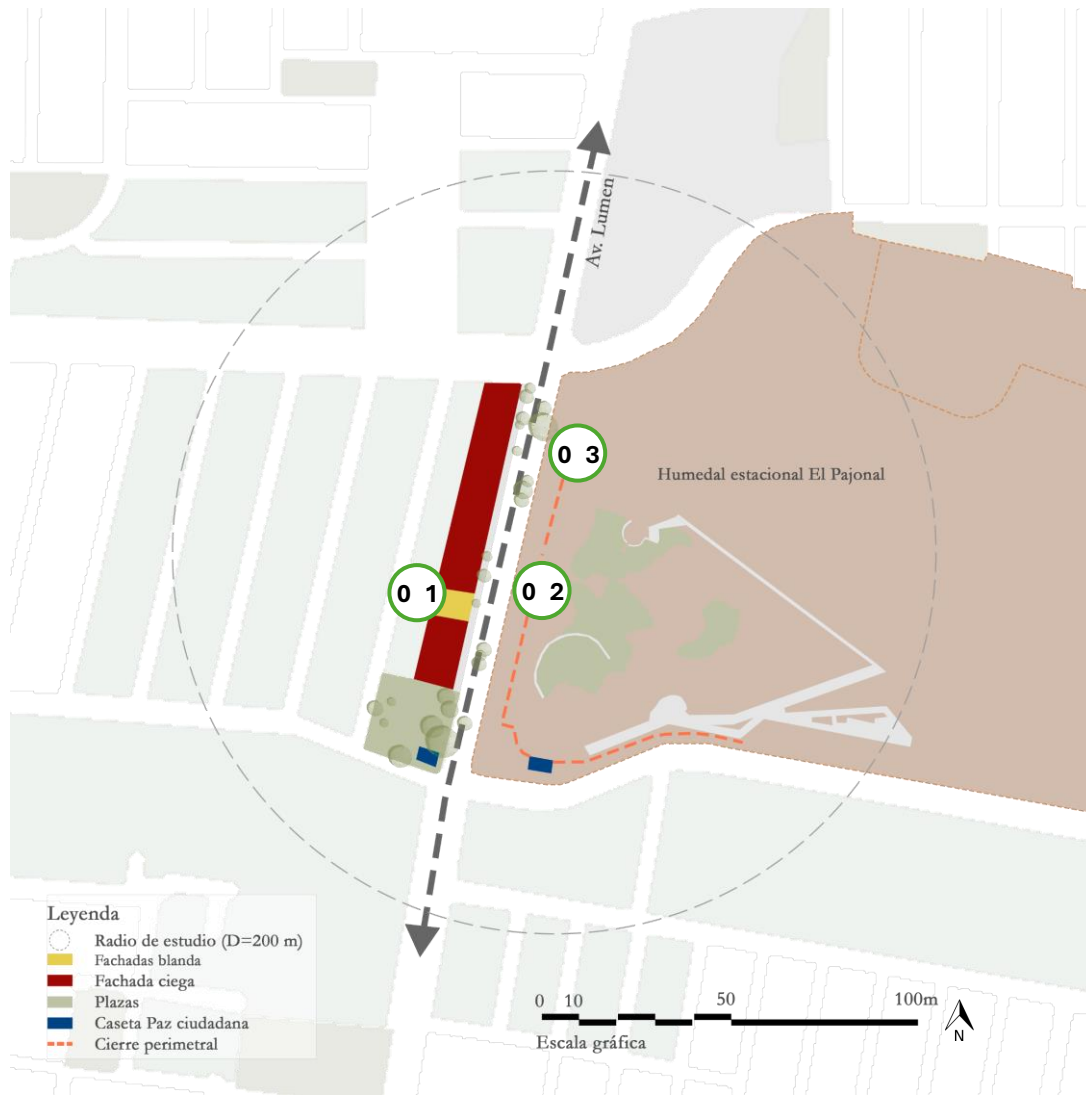 Av. Lumen
0 3
Humedal estacional El Pajonal
0 1
0 2
Leyenda
Radio de estudio (D=200 m)
Fachadas blanda
Fachada ciega
Plazas
Caseta Paz ciudadana
Cierre perimetral
0 10 50 100m
Escala gráfica
N